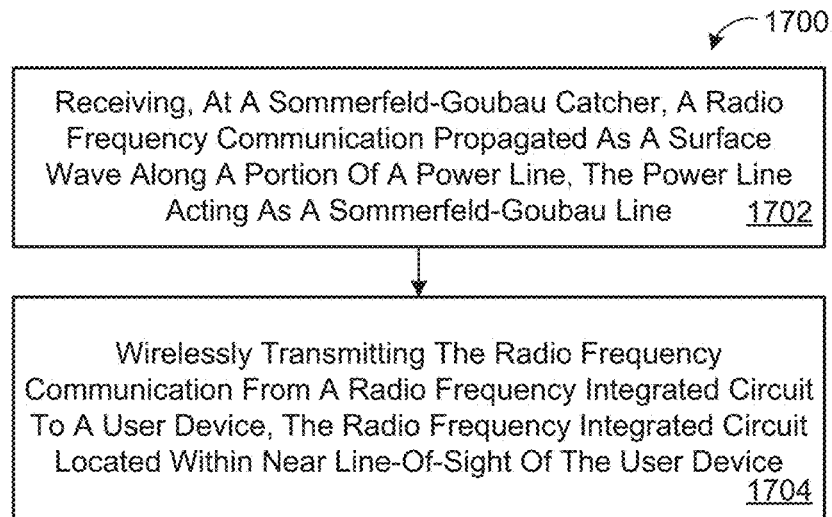 1700
Receiving, At A Sommerfeld-Goubau Catcher, A Radio
Frequency Communication Propagated As A Surface
Wave Along A Portion Of A Power Line, The Power Line
Acting As A Sommerfeld-Goubau Line 1702
Wirelessly Transmitting The Radio Frequency
Communication From A Radio Frequency Integrated Circuit
To A User Device, The Radio Frequency Integrated Circuit
Located Within Near Line-Of-Sight Of The User Device
1704